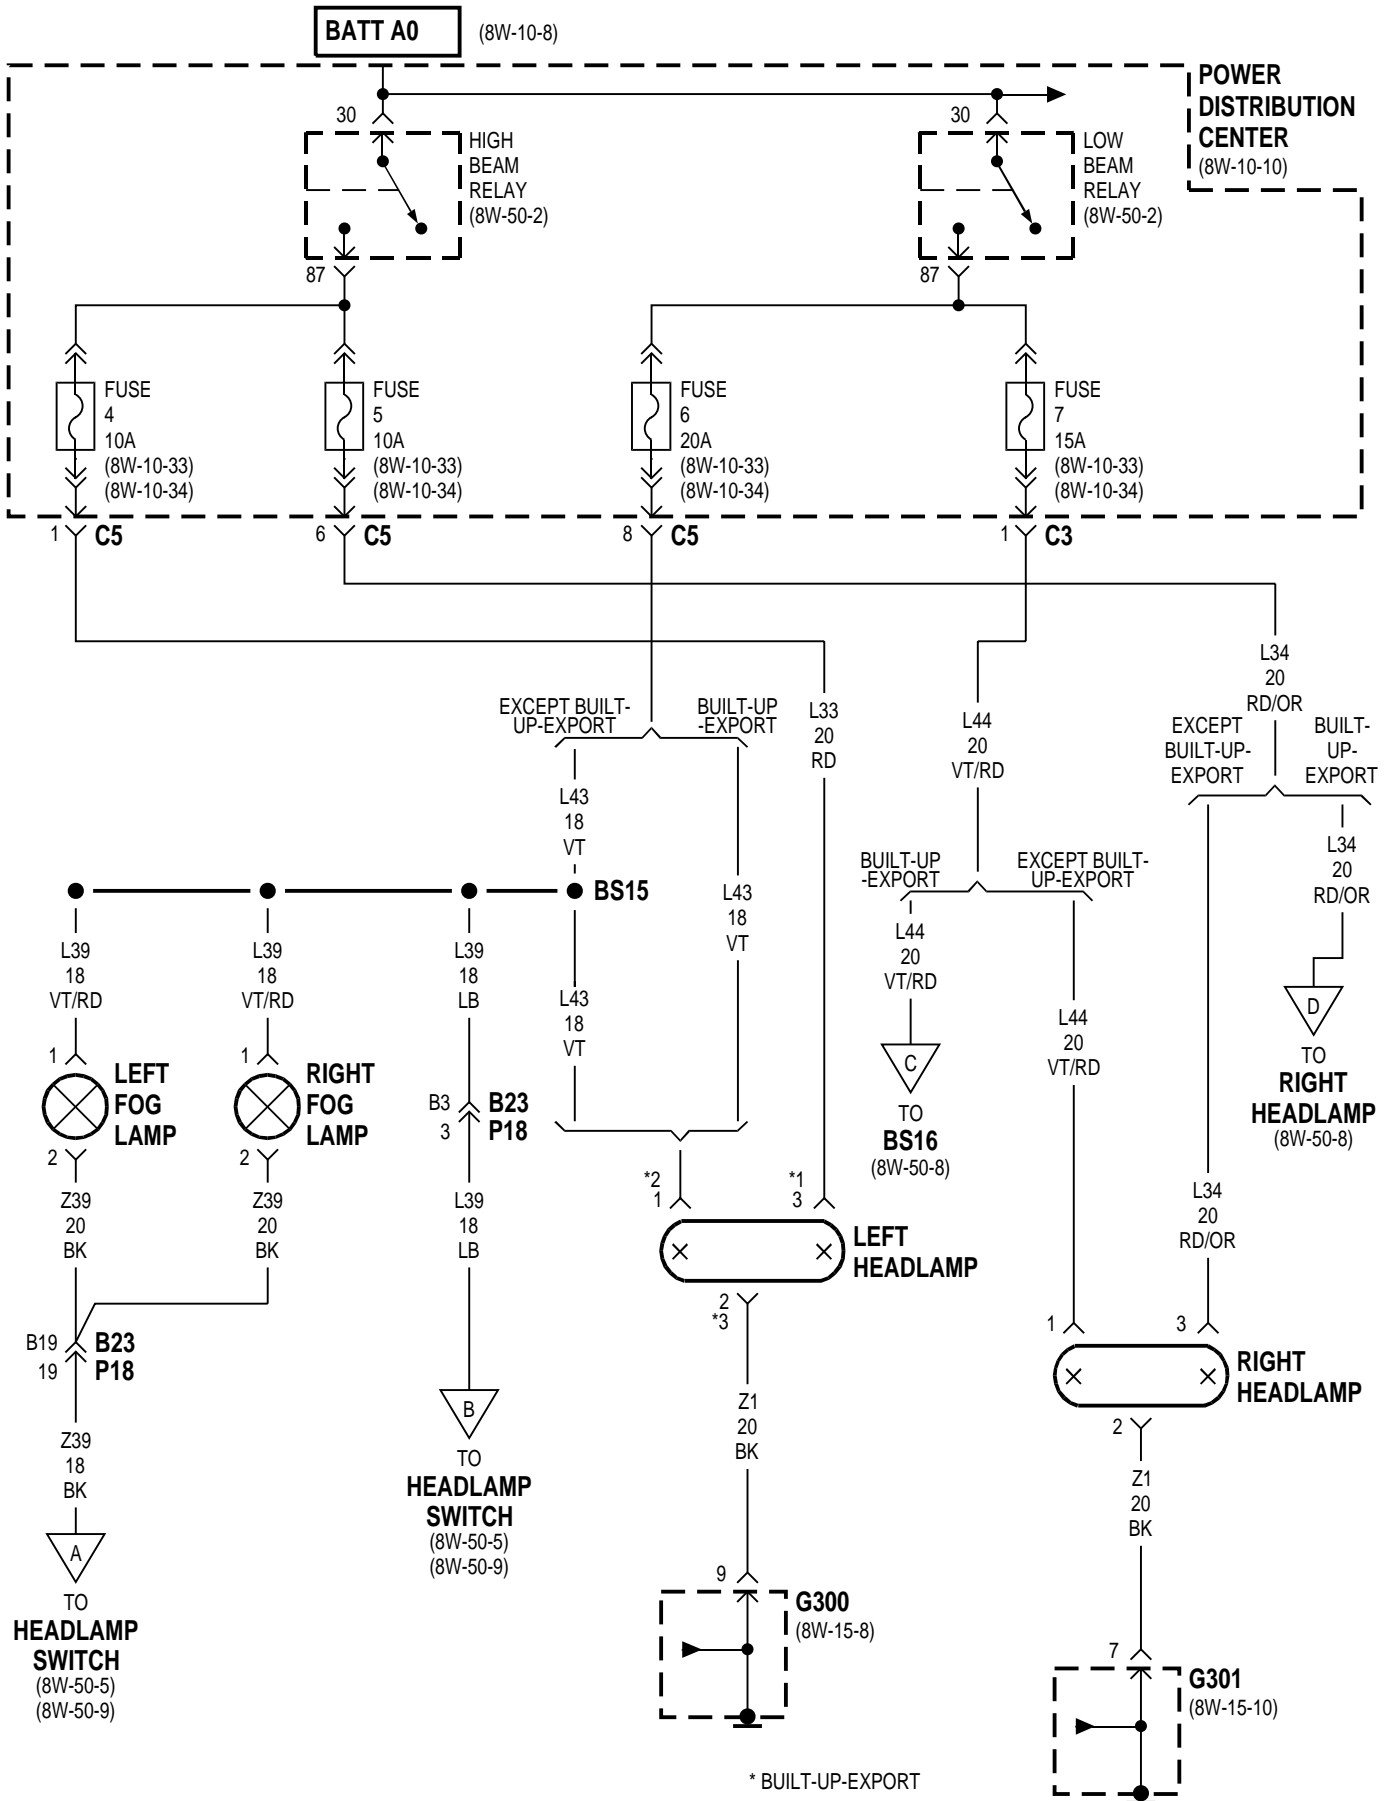 BATT A0
(8W-10-8)
POWER
DISTRIBUTION
CENTER
(8W-10-10)
30
HIGH
BEAM
RELAY
(8W-50-2)
87
30
LOW
BEAM
RELAY
(8W-50-2)
87
FUSE
4
10A
(8W-10-33)
(8W-10-34)
FUSE
5
10A
(8W-10-33)
(8W-10-34)
FUSE
6
20A
(8W-10-33)
(8W-10-34)
FUSE
7
15A
(8W-10-33)
(8W-10-34)
1 C5
6 C5
8 C5
1 C3
EXCEPT BUILT-
UP-EXPORT
BUILT-UP
-EXPORT
L33
20
RD
L44
20
VT/RD
L34
20
RD/OR
EXCEPT
BUILT-UP-
EXPORT
BUILT-
UP-
EXPORT
L43
18
VT
BUILT-UP
-EXPORT
EXCEPT BUILT-
UP-EXPORT
L34
20
RD/OR
BS15
L43
18
VT
L39
18
VT/RD
L39
18
VT/RD
L39
18
LB
L43
18
VT
L44
20
VT/RD
L44
20
VT/RD
D
TO
RIGHT
HEADLAMP
(8W-50-8)
C
TO
BS16
(8W-50-8)
1
LEFT
FOG
LAMP
2
1
RIGHT
FOG
LAMP
2
B3 B23
3 P18
*2
1
*1
3
LEFT
HEADLAMP
2
*3
Z39
20
BK
Z39
20
BK
L39
18
LB
L34
20
RD/OR
B19 B23
19 P18
1
3
RIGHT
HEADLAMP
2
Z39
18
BK
B
TO
HEADLAMP
SWITCH
(8W-50-5)
(8W-50-9)
Z1
20
BK
Z1
20
BK
A
TO
HEADLAMP
SWITCH
(8W-50-5)
(8W-50-9)
9
G300
(8W-15-8)
7
G301
(8W-15-10)
* BUILT-UP-EXPORT